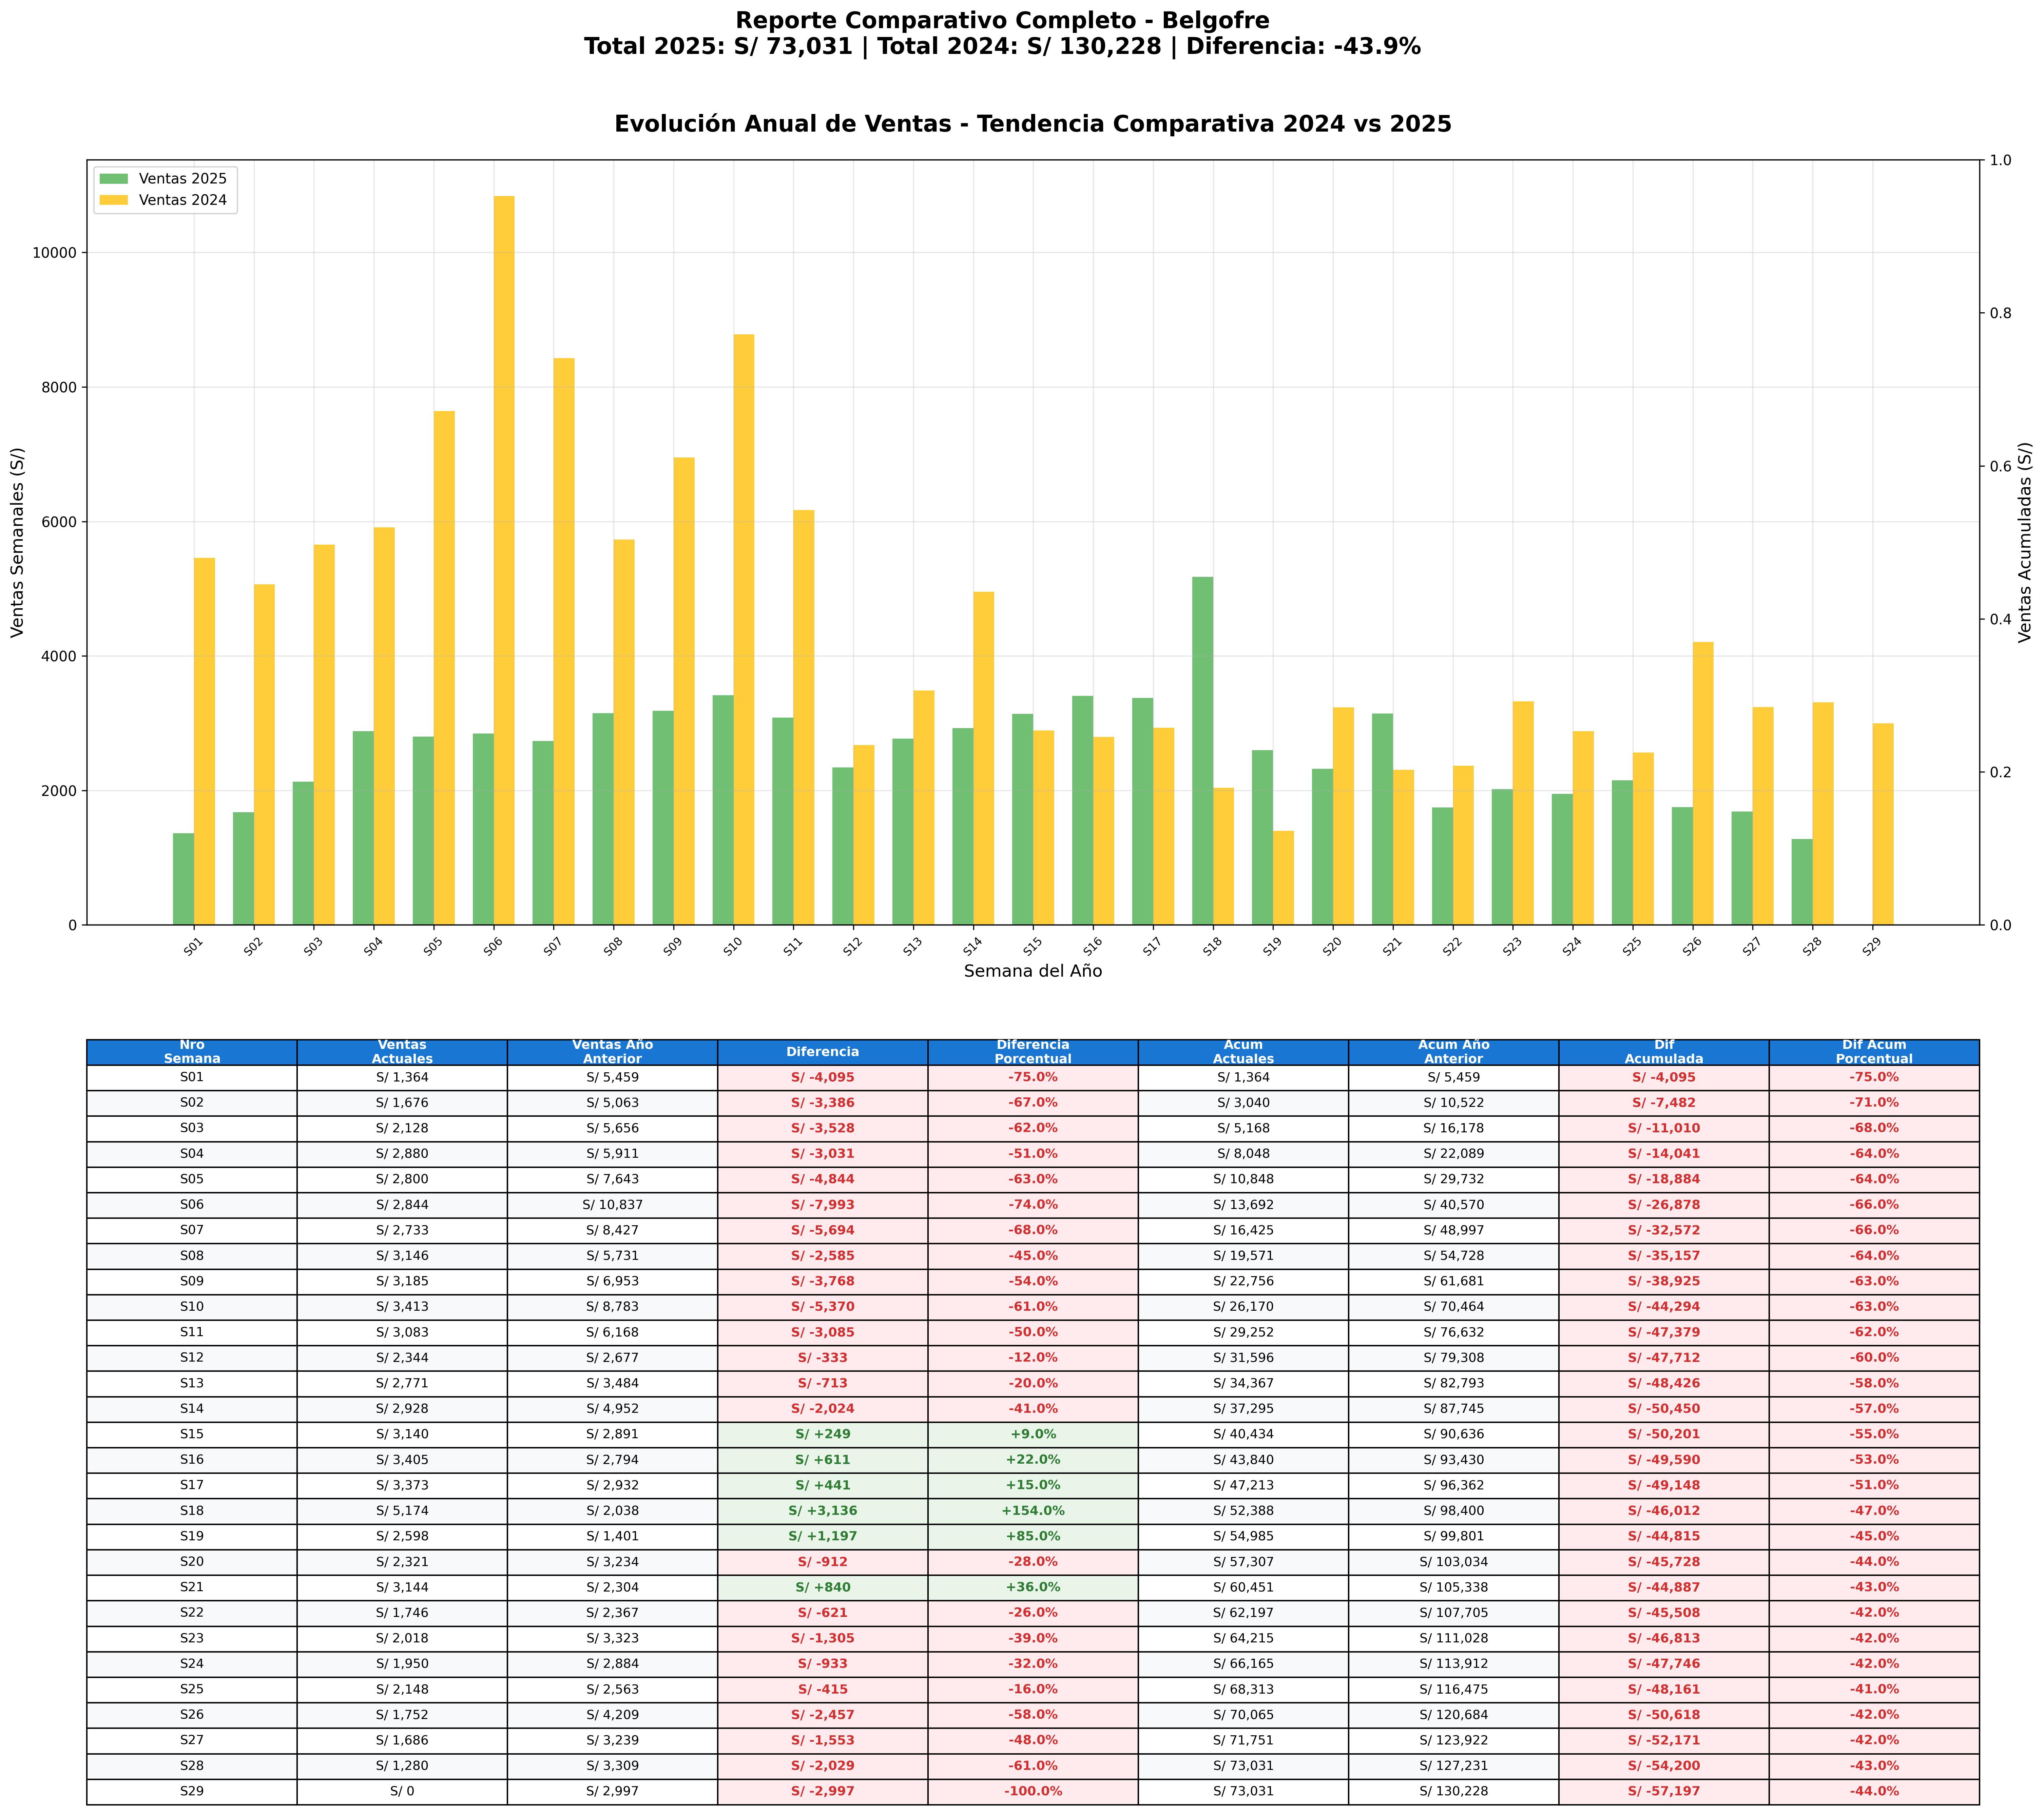 Reporte Comparativo Completo - Belgofre
Total 2025: S/ 73,031 | Total 2024: S/ 130,228 | Diferencia: -43.9%
Evolución Anual de Ventas - Tendencia Comparativa 2024 vs 2025
Ventas 2025
Ventas 2024
Ventas Semanales (S/)
10000
8000
6000
4000
2000
0
Ventas Acumuladas (S/)
1.0
0.8
0.6
0.4
0.2
0.0
S01 S02 S03 S04 S05 S06 S07 S08 S09 S10 S11 S12 S13 S14 S15 S16 S17 S18 S19 S20 S21 S22 S23 S24 S25 S26 S27 S28 S29
Semana del Año
Nro Semana Ventas Actuales Ventas Año Anterior Diferencia Diferencia Porcentual Acum Actuales Acum Año Anterior Dif Acumulada Dif Acum Porcentual
S01 S/ 1,364 S/ 5,459 S/ -4,095 -75.0% S/ 1,364 S/ 5,459 S/ -4,095 -75.0%
S02 S/ 1,676 S/ 5,063 S/ -3,386 -67.0% S/ 3,040 S/ 10,522 S/ -7,482 -71.0%
S03 S/ 2,128 S/ 5,656 S/ -3,528 -62.0% S/ 5,168 S/ 16,178 S/ -11,010 -68.0%
S04 S/ 2,880 S/ 5,911 S/ -3,031 -51.0% S/ 8,048 S/ 22,089 S/ -14,041 -64.0%
S05 S/ 2,800 S/ 7,643 S/ -4,844 -63.0% S/ 10,848 S/ 29,732 S/ -18,884 -64.0%
S06 S/ 2,844 S/ 10,837 S/ -7,993 -74.0% S/ 13,692 S/ 40,570 S/ -26,878 -66.0%
S07 S/ 2,733 S/ 8,427 S/ -5,694 -68.0% S/ 16,425 S/ 48,997 S/ -32,572 -66.0%
S08 S/ 3,146 S/ 5,731 S/ -2,585 -45.0% S/ 19,571 S/ 54,728 S/ -35,157 -64.0%
S09 S/ 3,185 S/ 6,953 S/ -3,768 -54.0% S/ 22,756 S/ 61,681 S/ -38,925 -63.0%
S10 S/ 3,413 S/ 8,783 S/ -5,370 -61.0% S/ 26,170 S/ 70,464 S/ -44,294 -63.0%
S11 S/ 3,083 S/ 6,168 S/ -3,085 -50.0% S/ 29,252 S/ 76,632 S/ -47,379 -62.0%
S12 S/ 2,344 S/ 2,677 S/ -333 -12.0% S/ 31,596 S/ 79,308 S/ -47,712 -60.0%
S13 S/ 2,771 S/ 3,484 S/ -713 -20.0% S/ 34,367 S/ 82,793 S/ -48,426 -58.0%
S14 S/ 2,928 S/ 4,952 S/ -2,024 -41.0% S/ 37,295 S/ 87,745 S/ -50,450 -57.0%
S15 S/ 3,140 S/ 2,891 S/ +249 +9.0% S/ 40,434 S/ 90,636 S/ -50,201 -55.0%
S16 S/ 3,405 S/ 2,794 S/ +611 +22.0% S/ 43,840 S/ 93,430 S/ -49,590 -53.0%
S17 S/ 3,373 S/ 2,932 S/ +441 +15.0% S/ 47,213 S/ 96,362 S/ -49,148 -51.0%
S18 S/ 5,174 S/ 2,038 S/ +3,136 +154.0% S/ 52,388 S/ 98,400 S/ -46,012 -47.0%
S19 S/ 2,598 S/ 1,401 S/ +1,197 +85.0% S/ 54,985 S/ 99,801 S/ -44,815 -45.0%
S20 S/ 2,321 S/ 3,234 S/ -912 -28.0% S/ 57,307 S/ 103,034 S/ -45,728 -44.0%
S21 S/ 3,144 S/ 2,304 S/ +840 +36.0% S/ 60,451 S/ 105,338 S/ -44,887 -43.0%
S22 S/ 1,746 S/ 2,367 S/ -621 -26.0% S/ 62,197 S/ 107,705 S/ -45,508 -42.0%
S23 S/ 2,018 S/ 3,323 S/ -1,305 -39.0% S/ 64,215 S/ 111,028 S/ -46,813 -42.0%
S24 S/ 1,950 S/ 2,884 S/ -933 -32.0% S/ 66,165 S/ 113,912 S/ -47,746 -42.0%
S25 S/ 2,148 S/ 2,563 S/ -415 -16.0% S/ 68,313 S/ 116,475 S/ -48,161 -41.0%
S26 S/ 1,752 S/ 4,209 S/ -2,457 -58.0% S/ 70,065 S/ 120,684 S/ -50,618 -42.0%
S27 S/ 1,686 S/ 3,239 S/ -1,553 -48.0% S/ 71,751 S/ 123,922 S/ -52,171 -42.0%
S28 S/ 1,280 S/ 3,309 S/ -2,029 -61.0% S/ 73,031 S/ 127,231 S/ -54,200 -43.0%
S29 S/ 0 S/ 2,997 S/ -2,997 -100.0% S/ 73,031 S/ 130,228 S/ -57,197 -44.0%